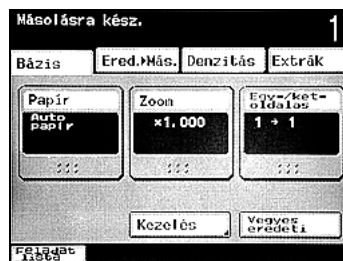 Másolásra kész. 1
Bázis Ered.▸Más. Denzitás Extrák
Papír Zoom Egy-/két-
oldalas
Auto
papír
×1.000 1 → 1
Kezelés Vegyes
eredeti
Feladat
lista